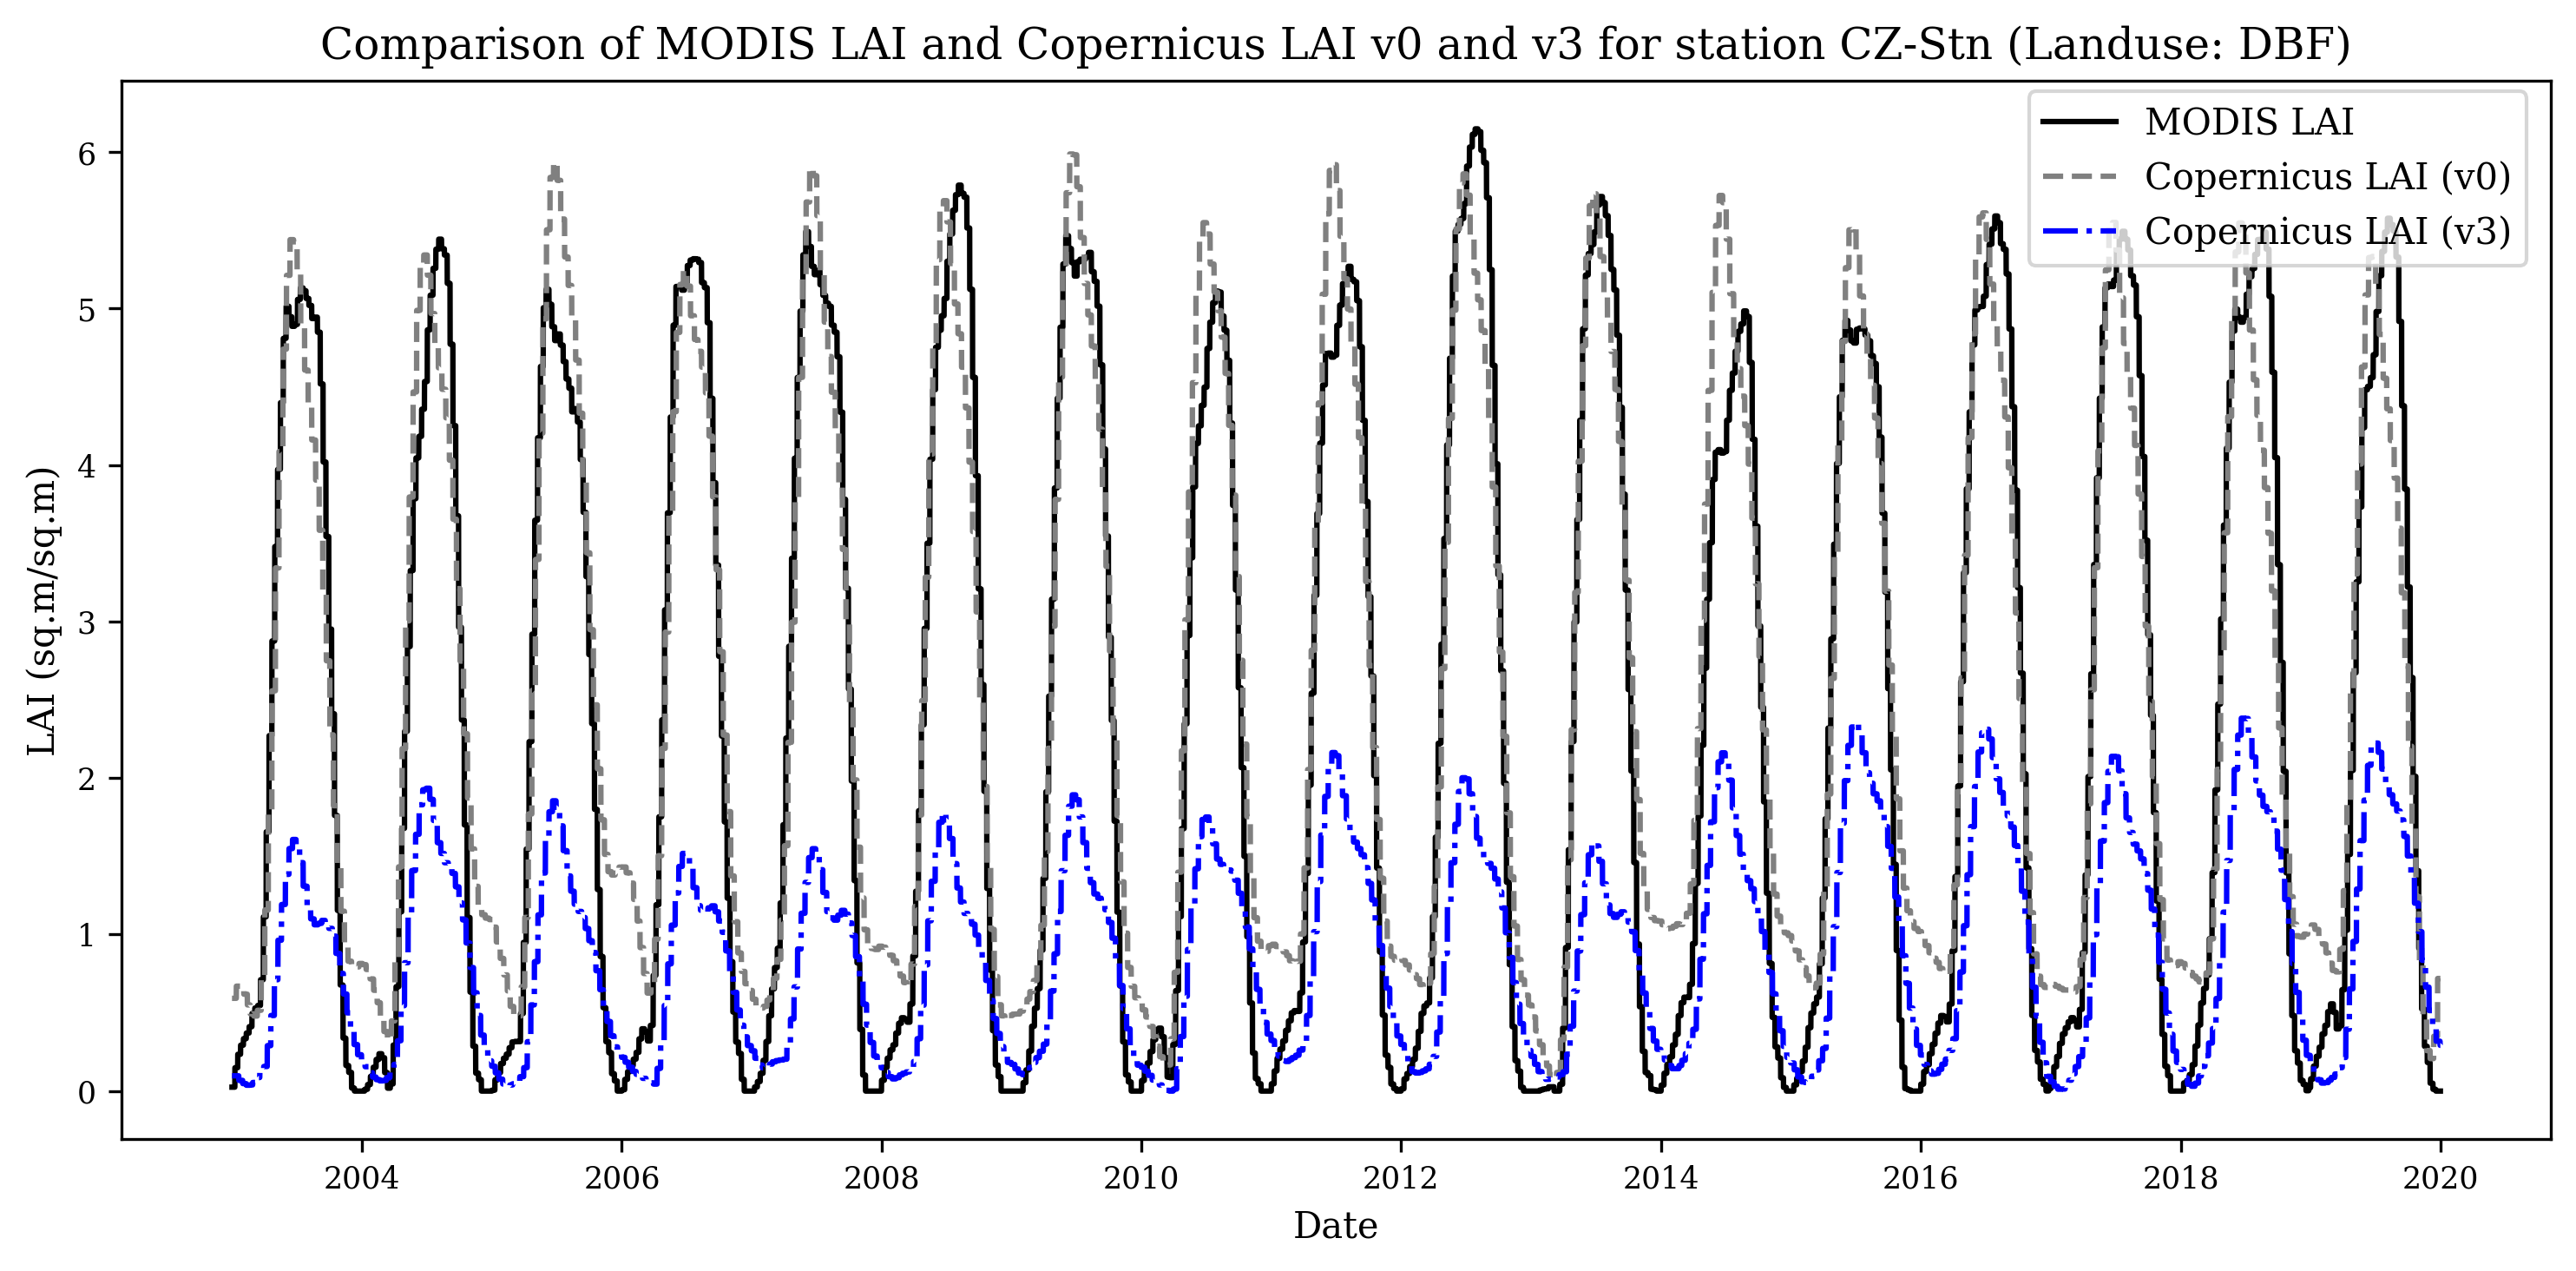 Comparison of MODIS LAI and Copernicus LAI v0 and v3 for station CZ-Stn (Landuse: DBF)
MODIS LAI
Copernicus LAI (v0)
Copernicus LAI (v3)
LAI (sq.m/sq.m)
6
5
4
3
2
1
0
2004 2006 2008 2010 2012 2014 2016 2018 2020
Date